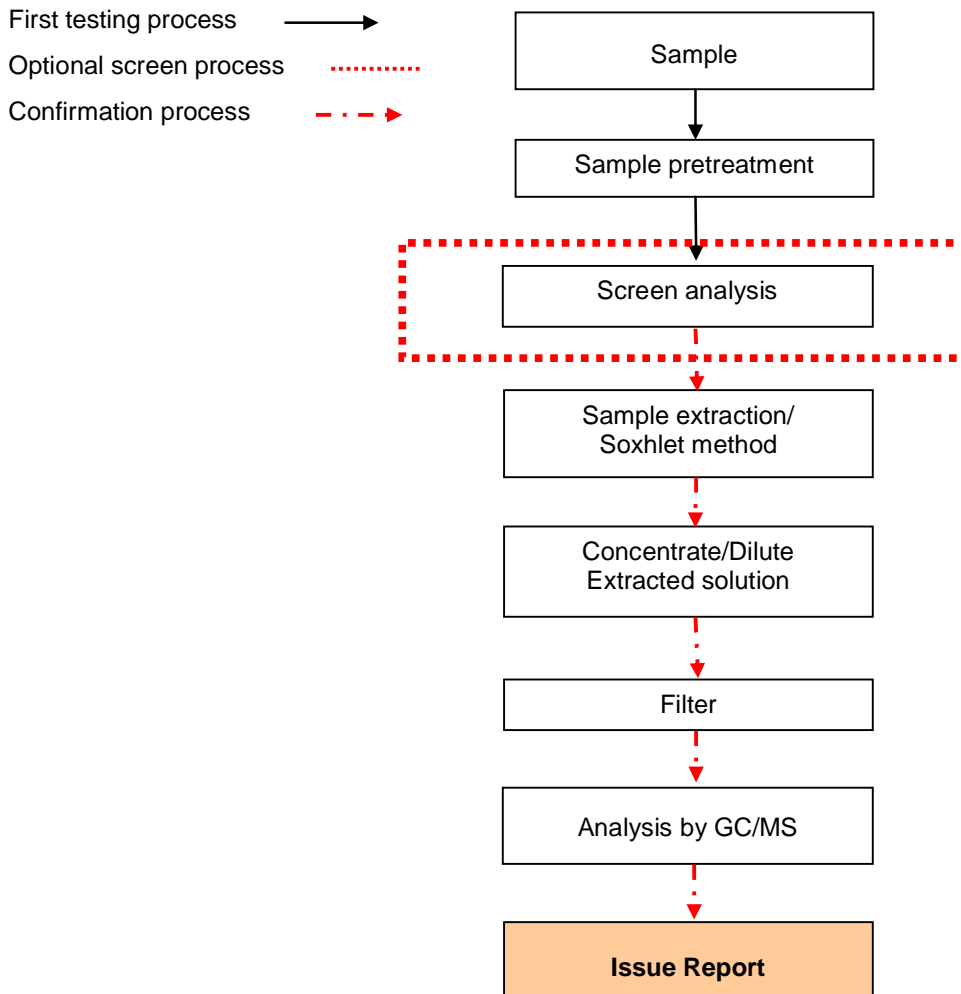 First testing process
Optional screen process
Confirmation process
Sample
Sample pretreatment
Screen analysis
Sample extraction/
Soxhlet method
Concentrate/Dilute
Extracted solution
Filter
Analysis by GC/MS
Issue Report